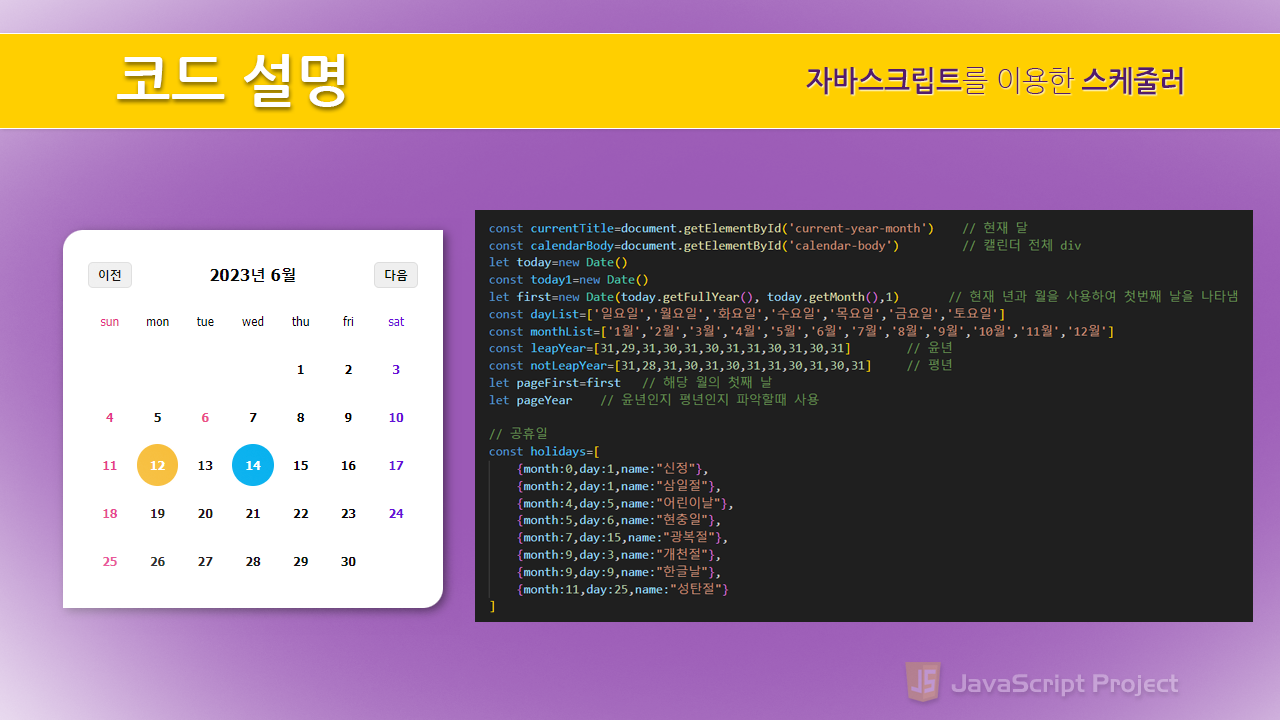 코드 설명
자바스크립트를 이용한 스케줄러
이전 2023년 6월 다음
sun mon tue wed thu fri sat
1 2 3
4 5 6 7 8 9 10
11 12 13 14 15 16 17
18 19 20 21 22 23 24
25 26 27 28 29 30
const currentTitle=document.getElementById('current-year-month') // 현재 달
const calendarBody=document.getElementById('calendar-body') // 캘린더 전체 div
let today=new Date()
const today1=new Date()
let first=new Date(today.getFullYear(), today.getMonth(),1) // 현재 년과 월을 사용하여 첫번째 날을 나타냄
const dayList=['일요일','월요일','화요일','수요일','목요일','금요일','토요일']
const monthList=['1월','2월','3월','4월','5월','6월','7월','8월','9월','10월','11월','12월']
const leapYear=[31,29,31,30,31,30,31,31,30,31,30,31] // 윤년
const notLeapYear=[31,28,31,30,31,30,31,31,30,31,30,31] // 평년
let pageFirst=first // 해당 월의 첫째 날
let pageYear // 윤년인지 평년인지 파악할때 사용
// 공휴일
const holidays=[
{month:0,day:1,name:"신정"},
{month:2,day:1,name:"삼일절"},
{month:4,day:5,name:"어린이날"},
{month:5,day:6,name:"현충일"},
{month:7,day:15,name:"광복절"},
{month:9,day:3,name:"개천절"},
{month:9,day:9,name:"한글날"},
{month:11,day:25,name:"성탄절"}
]
JS JavaScript Project